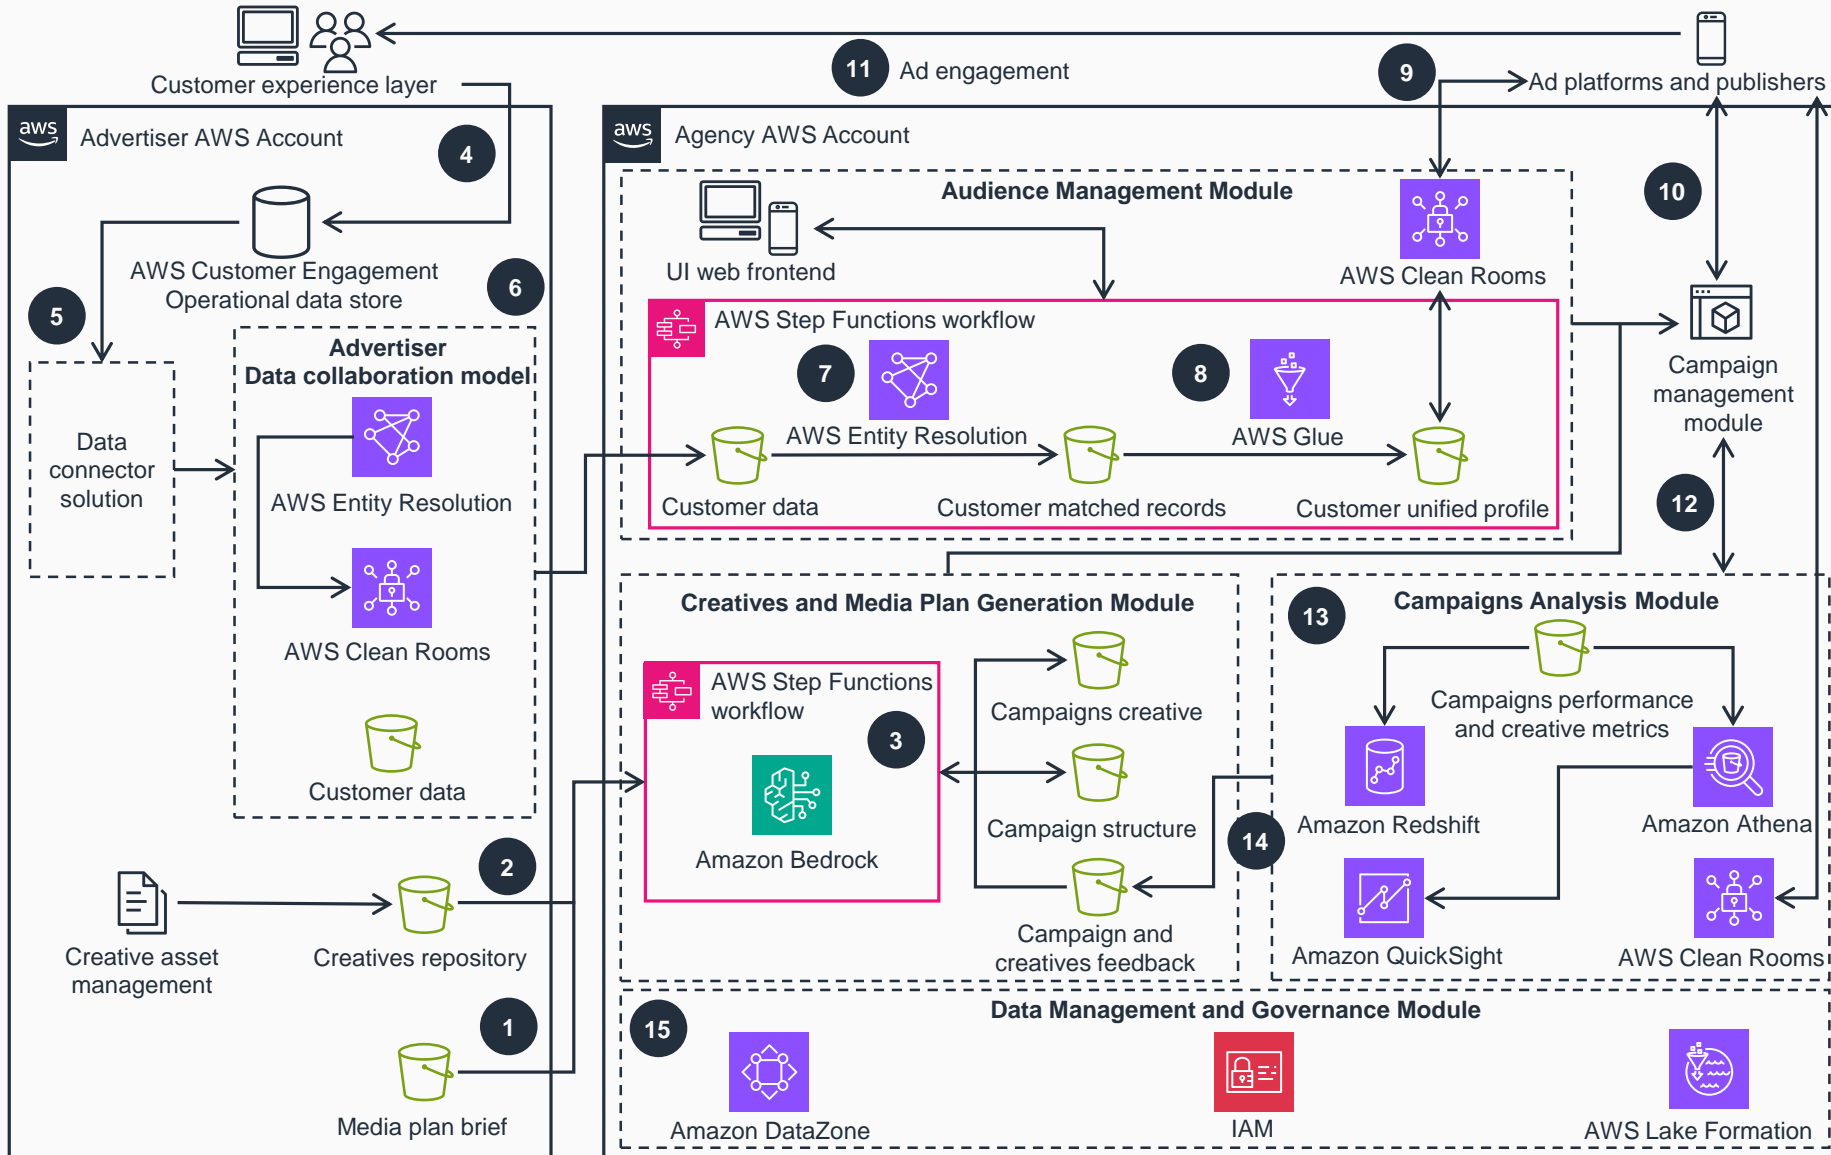 Customer experience layer
11
Ad engagement
9
Ad platforms and publishers
aws
Advertiser AWS Account
4
AWS Customer Engagement
Operational data store
5
6
Data
connector
solution
Advertiser
Data collaboration model
AWS Entity Resolution
AWS Clean Rooms
Customer data
Creative asset
management
Creatives repository
2
Media plan brief
1
aws
Agency AWS Account
Audience Management Module
UI web frontend
AWS Clean Rooms
AWS Step Functions workflow
7
AWS Entity Resolution
8
AWS Glue
Customer data
Customer matched records
Customer unified profile
10
Campaign
management
module
12
Creatives and Media Plan Generation Module
AWS Step Functions
workflow
3
Amazon Bedrock
Campaigns creative
Campaign structure
Campaign and
creatives feedback
14
Campaigns Analysis Module
13
Campaigns performance
and creative metrics
Amazon Redshift
Amazon Athena
Amazon QuickSight
AWS Clean Rooms
Data Management and Governance Module
15
Amazon DataZone
IAM
AWS Lake Formation